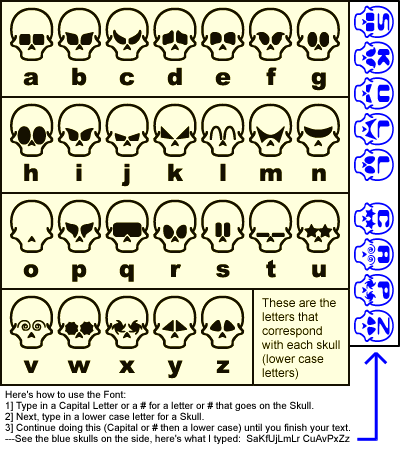 a b c d e f g
h i j k l m n
o p q r s t u
v w x y z
These are the
letters that
correspond
with each skull
(lower case
letters)
S
K
U
L
L
C
A
P
Z
Here's how to use the Font:
1] Type in a Capital Letter or a # for a letter or # that goes on the Skull.
2] Next, type in a lower case letter for a Skull.
3] Continue doing this (Capital or # then a lower case) until you finish your text.
---See the blue skulls on the side, here's what I typed: SaKfUjLmLr CuAvPxZz